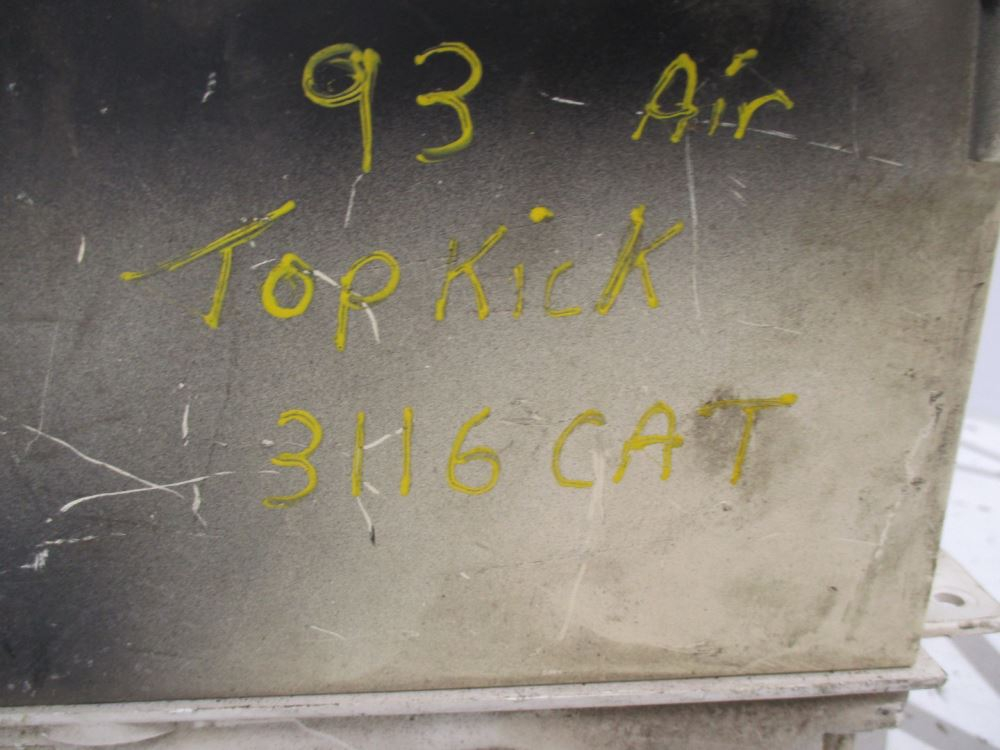 93 Air
TopKick
3116 CAT